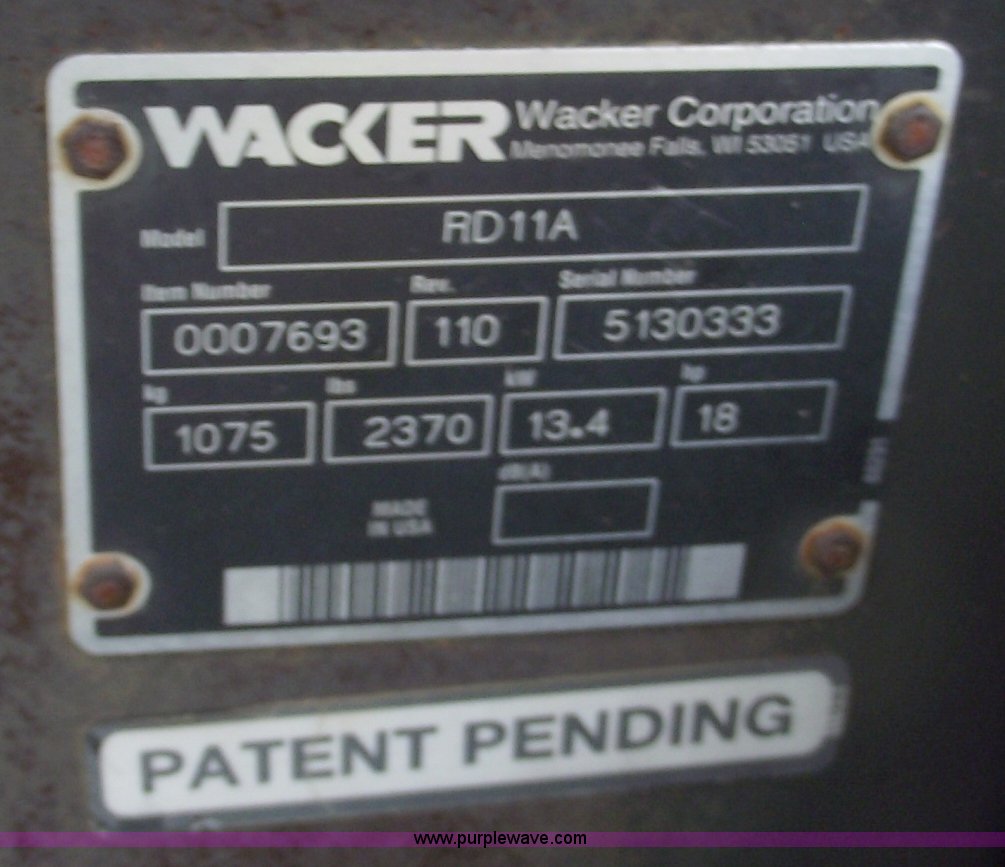 WACKER Wacker Corporation
Menomonee Falls, WI 53051 USA
Model RD11A
Item Number Rev. Serial Number
0007693 110 5130333
kg lbs kW hp
1075 2370 13.4 18
dB(A)
MADE
IN USA
PATENT PENDING
www.purplewave.com